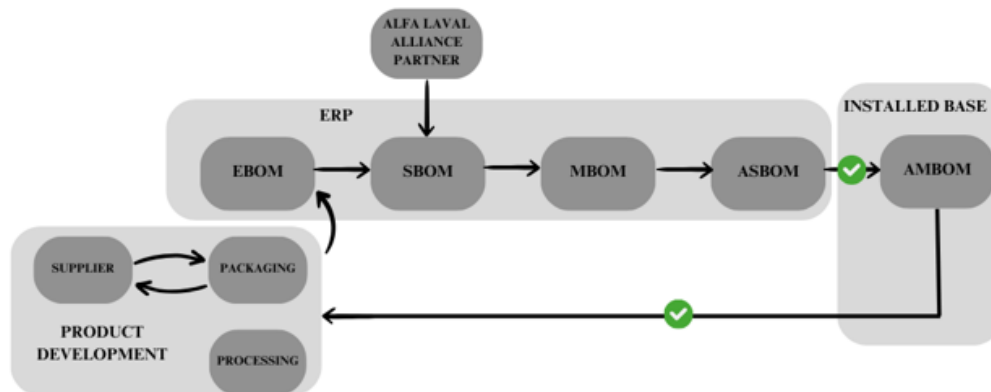 ALFA LAVAL
ALLIANCE
PARTNER
ERP
INSTALLED BASE
EBOM
SBOM
MBOM
ASBOM
AMBOM
SUPPLIER
PACKAGING
PRODUCT
DEVELOPMENT
PROCESSING